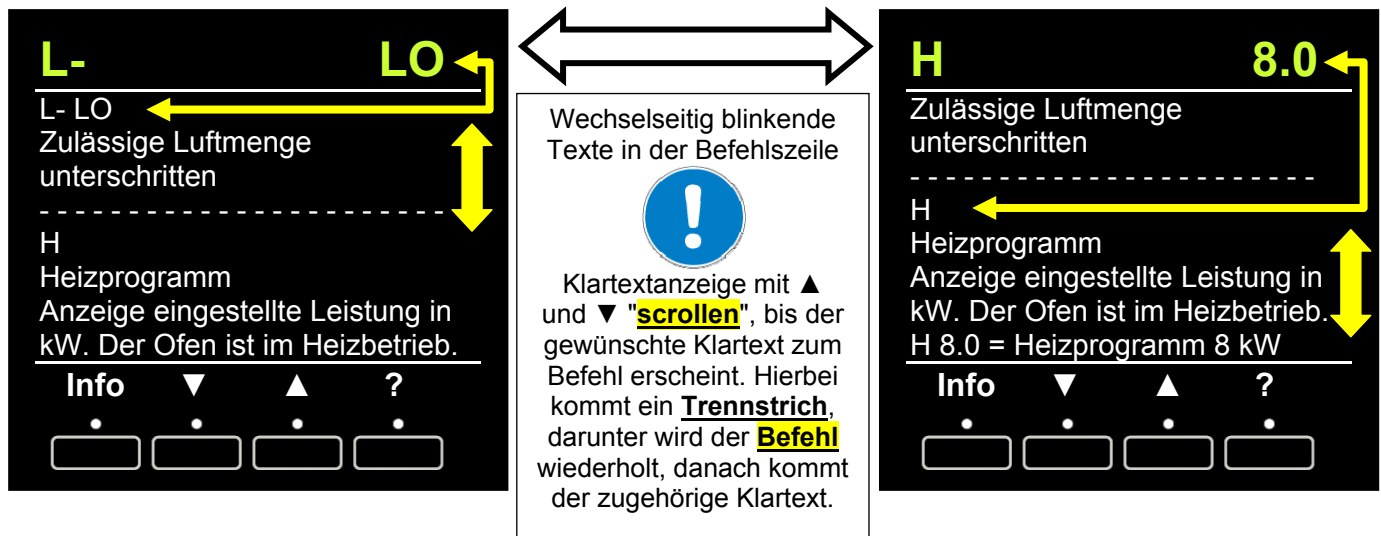 L- LO
L- LO
Zulässige Luftmenge
unterschritten
- - - - - - - - - - - - - - - - - - - - - - -
H
Heizprogramm
Anzeige eingestellte Leistung in
kW. Der Ofen ist im Heizbetrieb.
Info ▼ ▲ ?
Wechselseitig blinkende
Texte in der Befehlszeile
!
Klartextanzeige mit ▲
und ▼ "scrollen", bis der
gewünschte Klartext zum
Befehl erscheint. Hierbei
kommt ein Trennstrich,
darunter wird der Befehl
wiederholt, danach kommt
der zugehörige Klartext.
H 8.0
Zulässige Luftmenge
unterschritten
- - - - - - - - - - - - - - - - - - - - - - -
H
Heizprogramm
Anzeige eingestellte Leistung in
kW. Der Ofen ist im Heizbetrieb.
H 8.0 = Heizprogramm 8 kW
Info ▼ ▲ ?